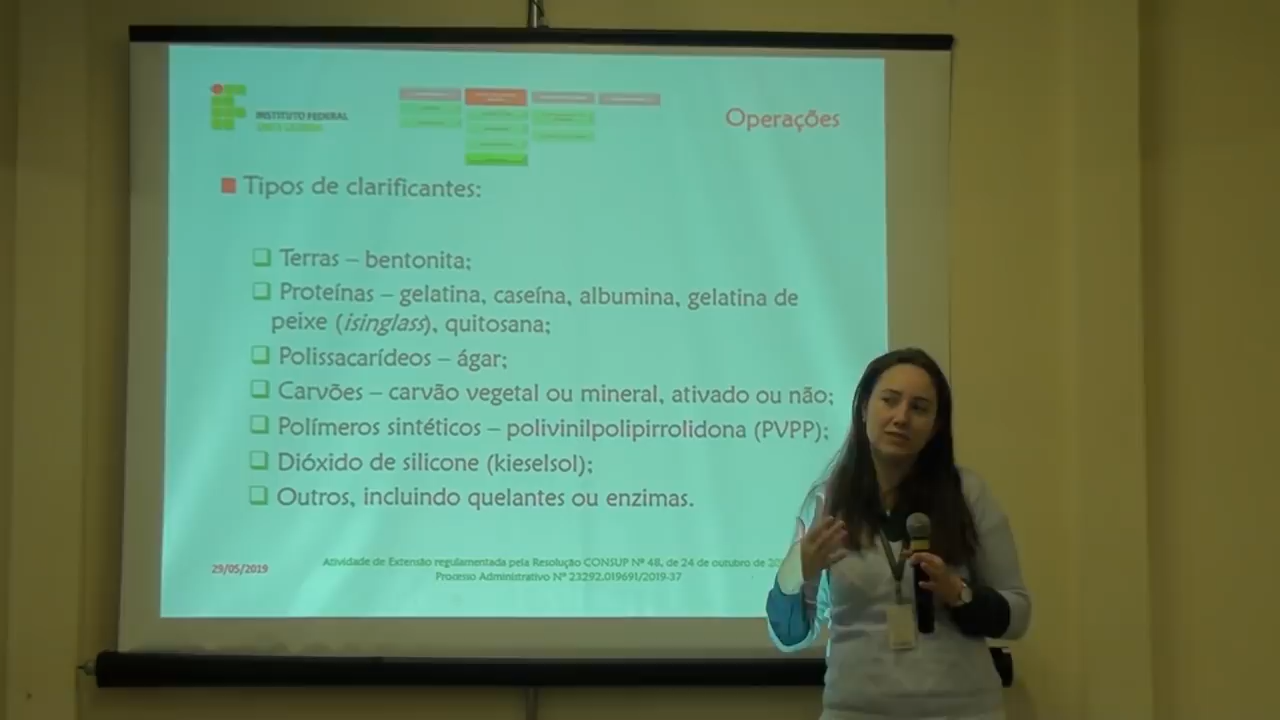 INSTITUTO FEDERAL
Operações
Tipos de clarificantes:
Terras – bentonita;
Proteínas – gelatina, caseína, albumina, gelatina de
peixe (isinglass), quitosana;
Polissacarídeos – ágar;
Carvões – carvão vegetal ou mineral, ativado ou não;
Polímeros sintéticos – polivinilpolipirrolidona (PVPP);
Dióxido de silicone (kieselsol);
Outros, incluindo quelantes ou enzimas.
29/05/2019
Atividade de Extensão regulamentada pela Resolução CONSUP Nº 48, de 24 de outubro de
Processo Administrativo Nº 23292.019691/2019-37